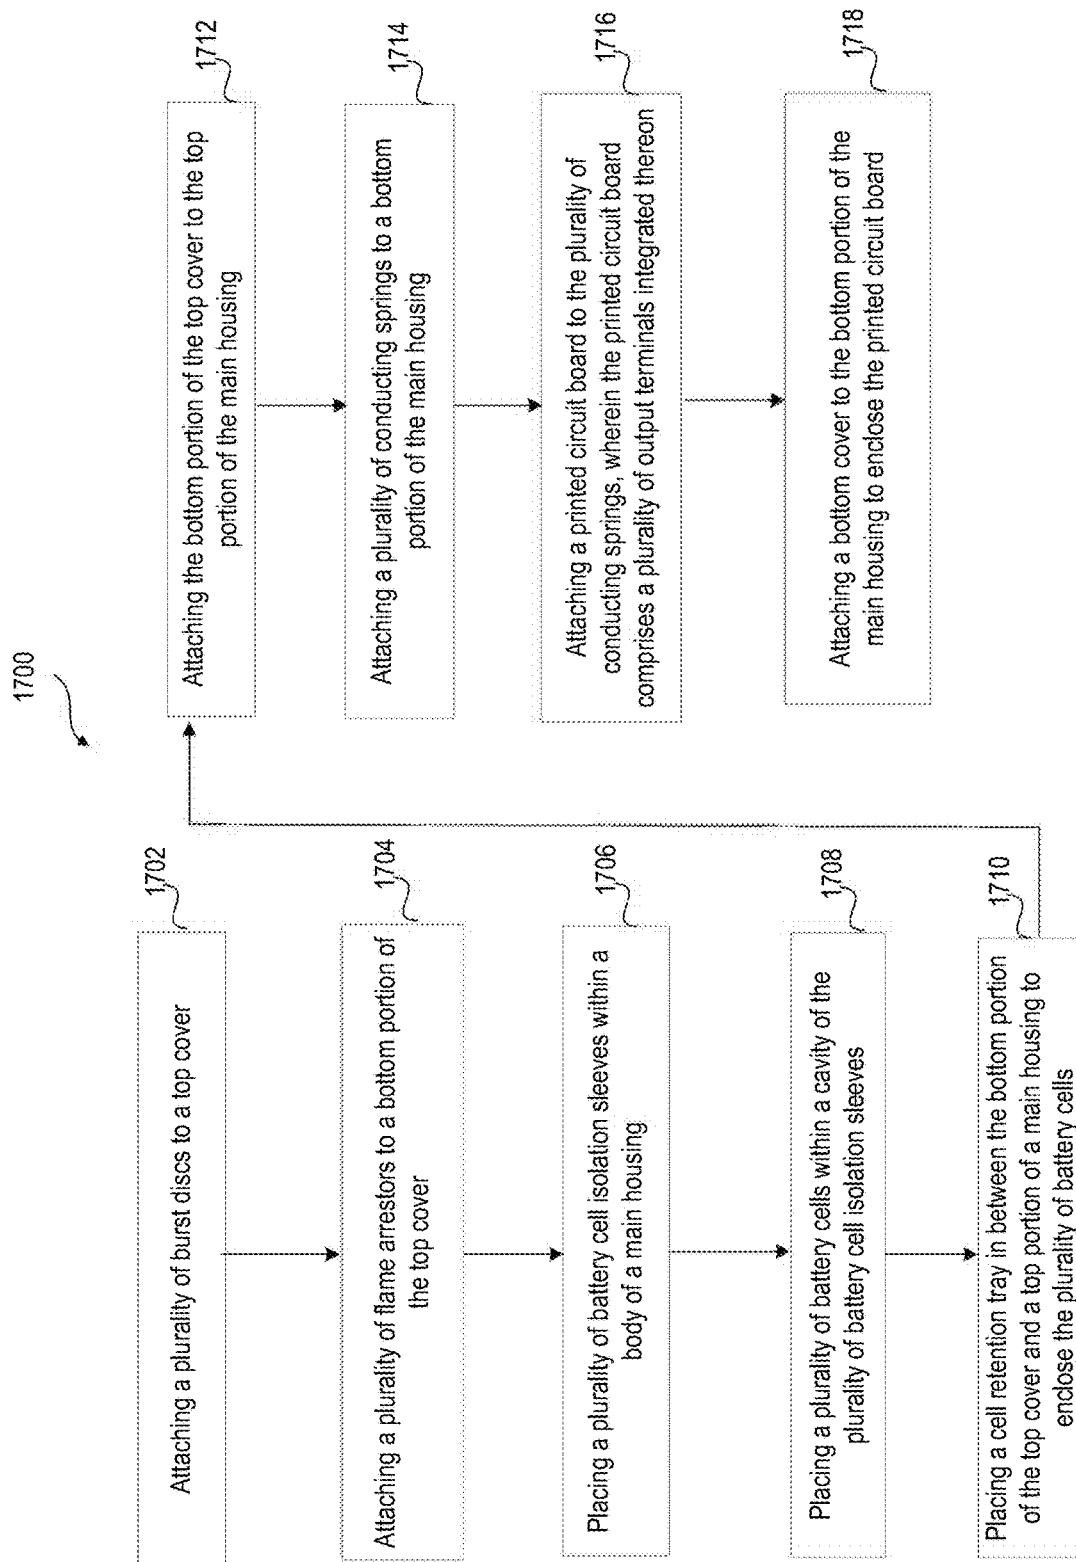 1700
1702
Attaching a plurality of burst discs to a top cover
1704
Attaching a plurality of flame arrestors to a bottom portion of
the top cover
1706
Placing a plurality of battery cell isolation sleeves within a
body of a main housing
1708
Placing a plurality of battery cells within a cavity of the
plurality of battery cell isolation sleeves
1710
Placing a cell retention tray in between the bottom portion
of the top cover and a top portion of a main housing to
enclose the plurality of battery cells
1712
Attaching the bottom portion of the top cover to the top
portion of the main housing
1714
Attaching a plurality of conducting springs to a bottom
portion of the main housing
1716
Attaching a printed circuit board to the plurality of
conducting springs, wherein the printed circuit board
comprises a plurality of output terminals integrated thereon
1718
Attaching a bottom cover to the bottom portion of the
main housing to enclose the printed circuit board